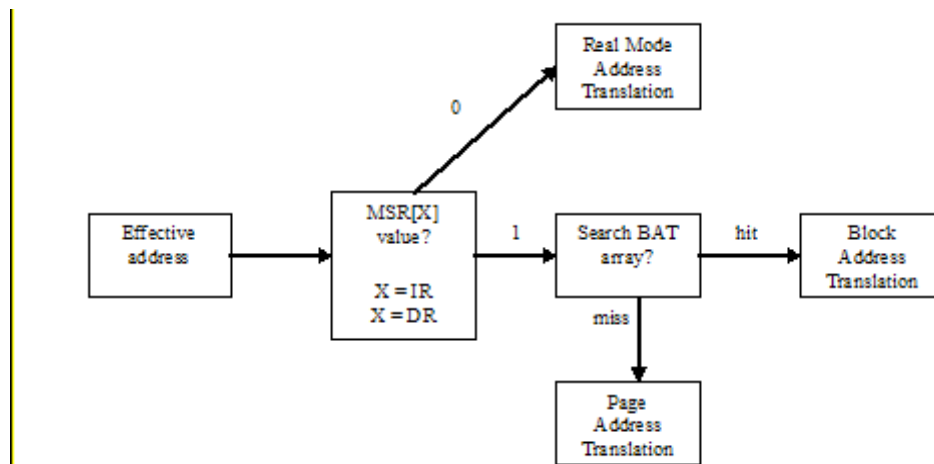 Real Mode
Address
Translation
0
Effective
address
MSR[X]
value?
X = IR
X = DR
1
Search BAT
array?
hit
Block
Address
Translation
miss
Page
Address
Translation